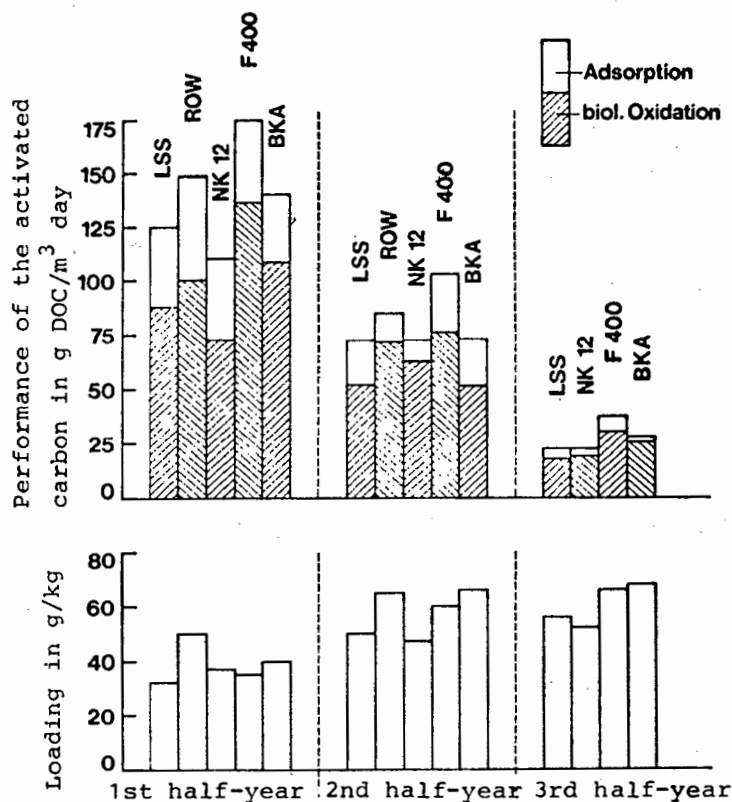 Adsorption
biol. Oxidation
Performance of the activated
carbon in g DOC/m³ day
175
150
125
100
75
50
25
0
LSS
ROW
NK 12
F 400
BKA
LSS
ROW
NK 12
F 400
BKA
LSS
NK 12
F 400
BKA
Loading in g/kg
80
60
40
20
0
1st half-year
2nd half-year
3rd half-year